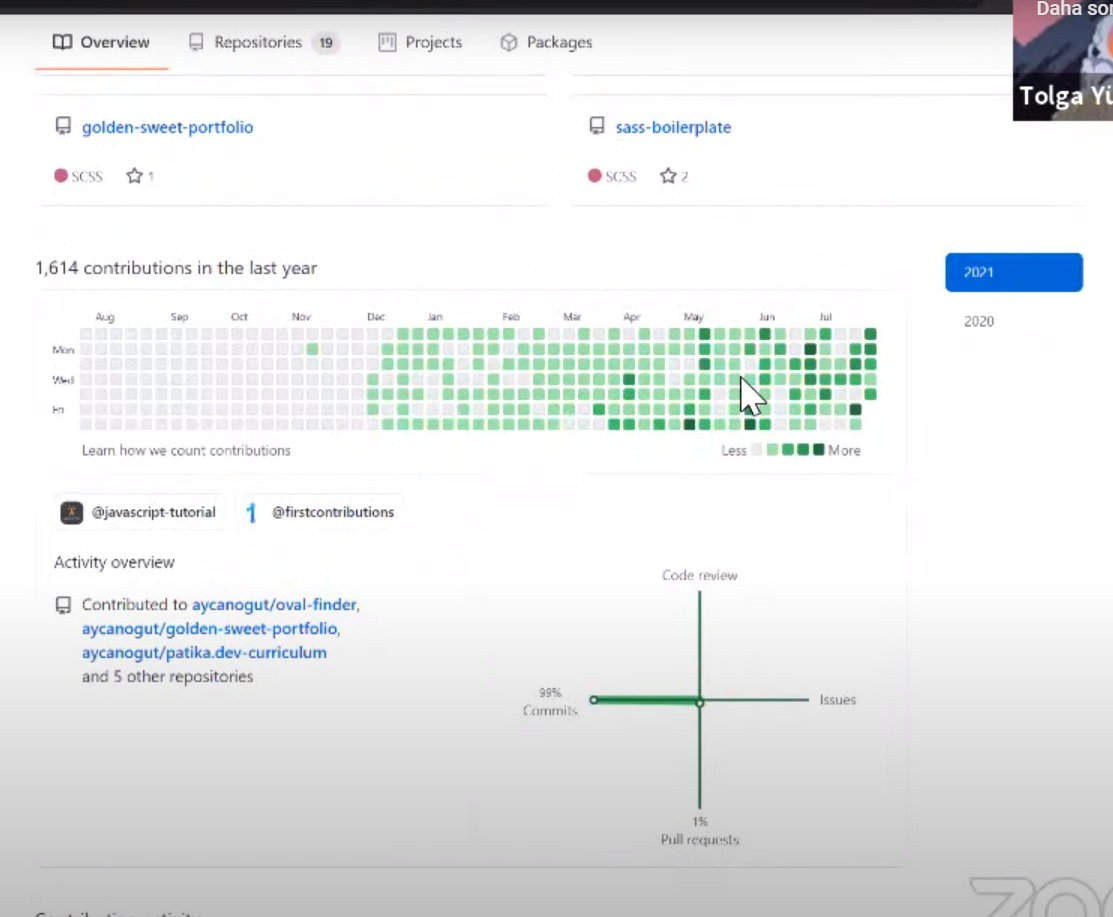 Daha so
Overview Repositories 19 Projects Packages
Tolga Yü
golden-sweet-portfolio sass-boilerplate
SCSS 1 SCSS 2
1,614 contributions in the last year
2021
2020
Aug Sep Oct Nov Dec Jan Feb Mar Apr May Jun Jul
Mon
Wed
Fri
Learn how we count contributions Less More
@javascript-tutorial @firstcontributions
Activity overview
Code review
Contributed to aycanogut/oval-finder,
aycanogut/golden-sweet-portfolio,
aycanogut/patika.dev-curriculum
and 5 other repositories
99%
Commits
Issues
1%
Pull requests